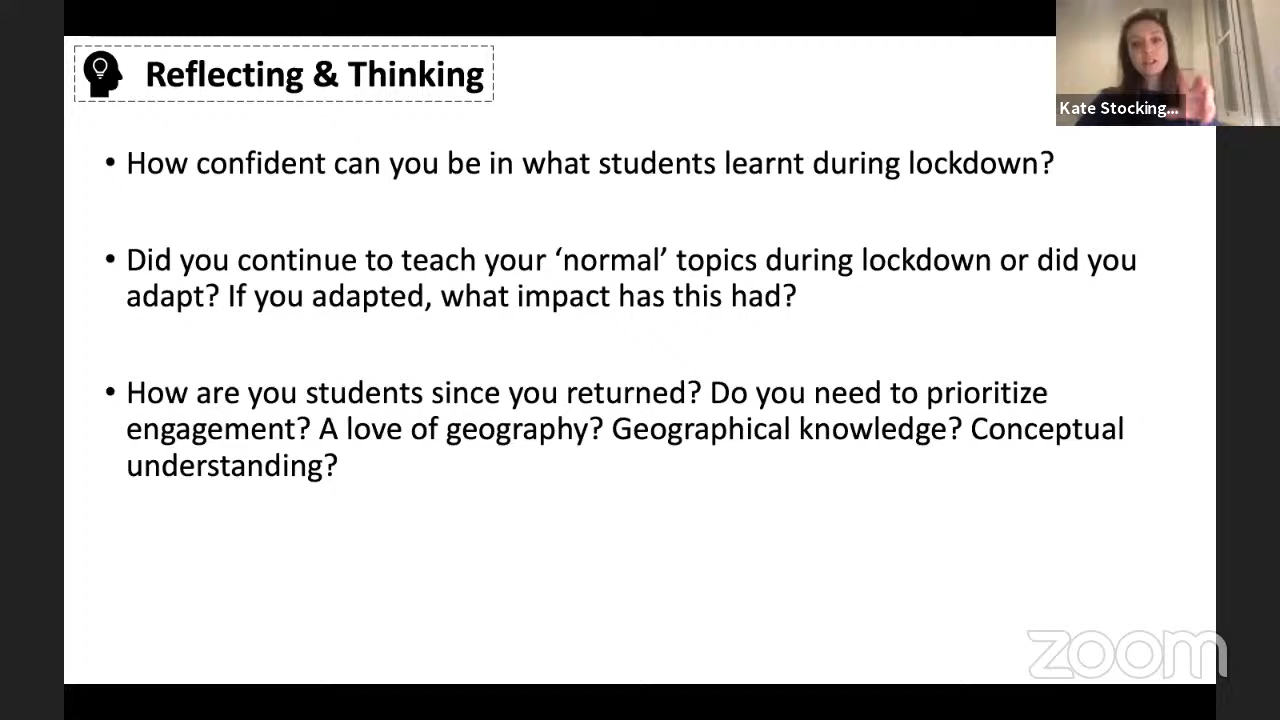 Reflecting & Thinking
Kate Stocking...
• How confident can you be in what students learnt during lockdown?
• Did you continue to teach your ‘normal’ topics during lockdown or did you
adapt? If you adapted, what impact has this had?
• How are you students since you returned? Do you need to prioritize
engagement? A love of geography? Geographical knowledge? Conceptual
understanding?
zoom